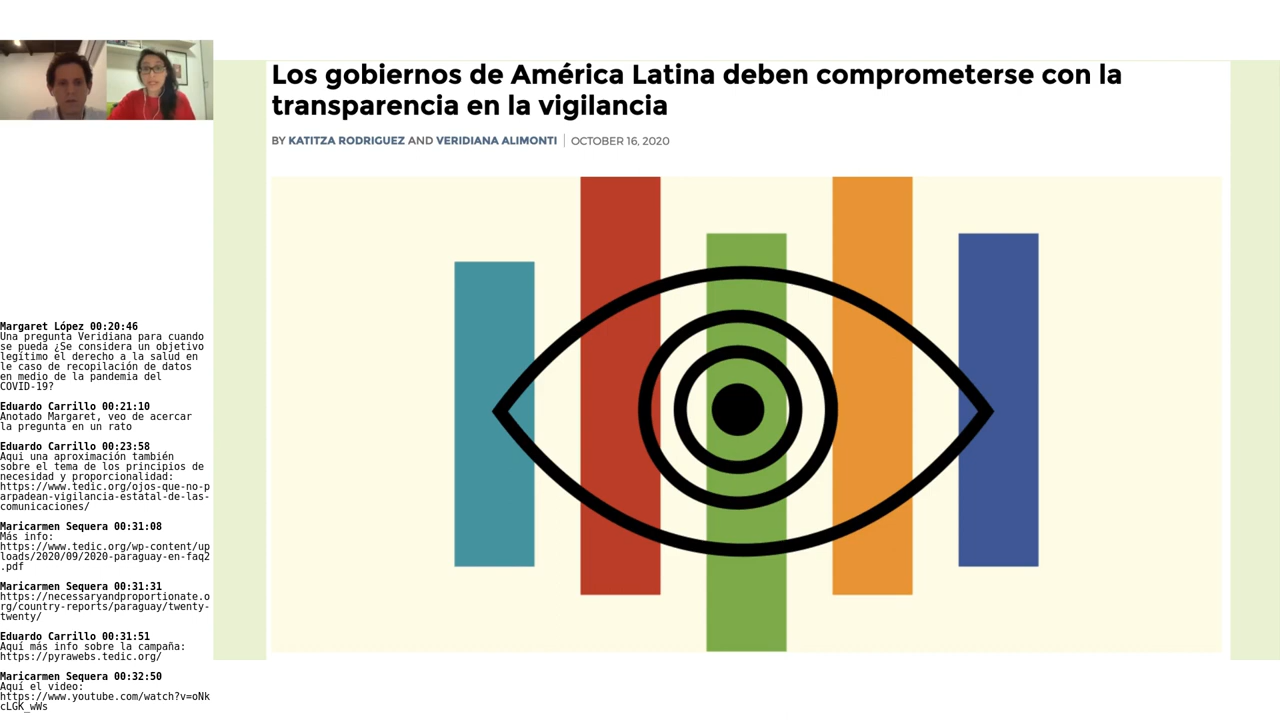 Los gobiernos de América Latina deben comprometerse con la
transparencia en la vigilancia
BY KATITZA RODRIGUEZ AND VERIDIANA ALIMONTI | OCTOBER 16, 2020
Margaret López 00:20:46
Una pregunta Veridiana para cuando
se pueda ¿Se considera un objetivo
legítimo el derecho a la salud en
le caso de recopilación de datos
en medio de la pandemia del
COVID-19?
Eduardo Carrillo 00:21:10
Anotado Margaret, veo de acercar
la pregunta en un rato
Eduardo Carrillo 00:23:58
Aqui una aproximación también
sobre el tema de los principios de
necesidad y proporcionalidad:
https://www.tedic.org/ojos-que-no-p
arpadean-vigilancia-estatal-de-las-
comunicaciones/
Maricarmen Sequera 00:31:08
Más info:
https://www.tedic.org/wp-content/up
loads/2020/09/2020-paraguay-en-faq2
.pdf
Maricarmen Sequera 00:31:31
https://necessaryandproportionate.o
rg/country-reports/paraguay/twenty-
twenty/
Eduardo Carrillo 00:31:51
Aquí más info sobre la campaña:
https://pyrawebs.tedic.org/
Maricarmen Sequera 00:32:50
Aquí el video:
https://www.youtube.com/watch?v=oNk
cLGK_wWs